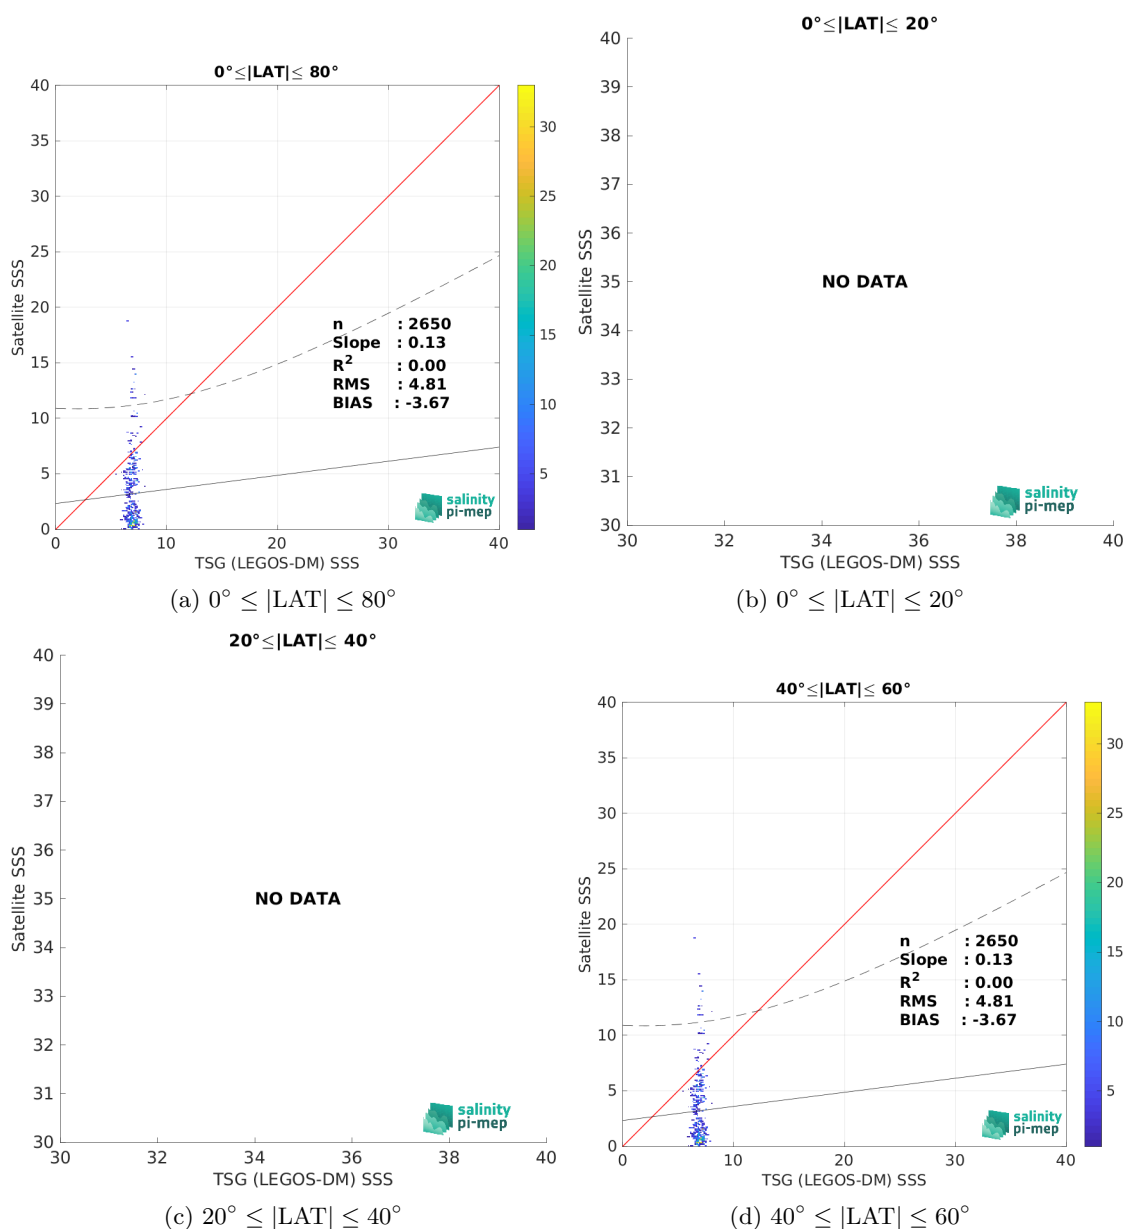 0°≤|LAT|≤ 80°
40
35
30
25
20
15
10
5
0
Satellite SSS
0
10
20
30
40
TSG (LEGOS-DM) SSS
n : 2650
Slope : 0.13
R² : 0.00
RMS : 4.81
BIAS : -3.67
salinity
pi-mep
30
25
20
15
10
5
(a) 0° ≤ |LAT| ≤ 80°
0°≤|LAT|≤ 20°
40
39
38
37
36
35
34
33
32
31
30
Satellite SSS
NO DATA
30
32
34
36
38
40
TSG (LEGOS-DM) SSS
salinity
pi-mep
(b) 0° ≤ |LAT| ≤ 20°
20°≤|LAT|≤ 40°
40
39
38
37
36
35
34
33
32
31
30
Satellite SSS
NO DATA
30
32
34
36
38
40
TSG (LEGOS-DM) SSS
salinity
pi-mep
(c) 20° ≤ |LAT| ≤ 40°
40°≤|LAT|≤ 60°
40
35
30
25
20
15
10
5
0
Satellite SSS
0
10
20
30
40
TSG (LEGOS-DM) SSS
n : 2650
Slope : 0.13
R² : 0.00
RMS : 4.81
BIAS : -3.67
salinity
pi-mep
30
25
20
15
10
5
(d) 40° ≤ |LAT| ≤ 60°